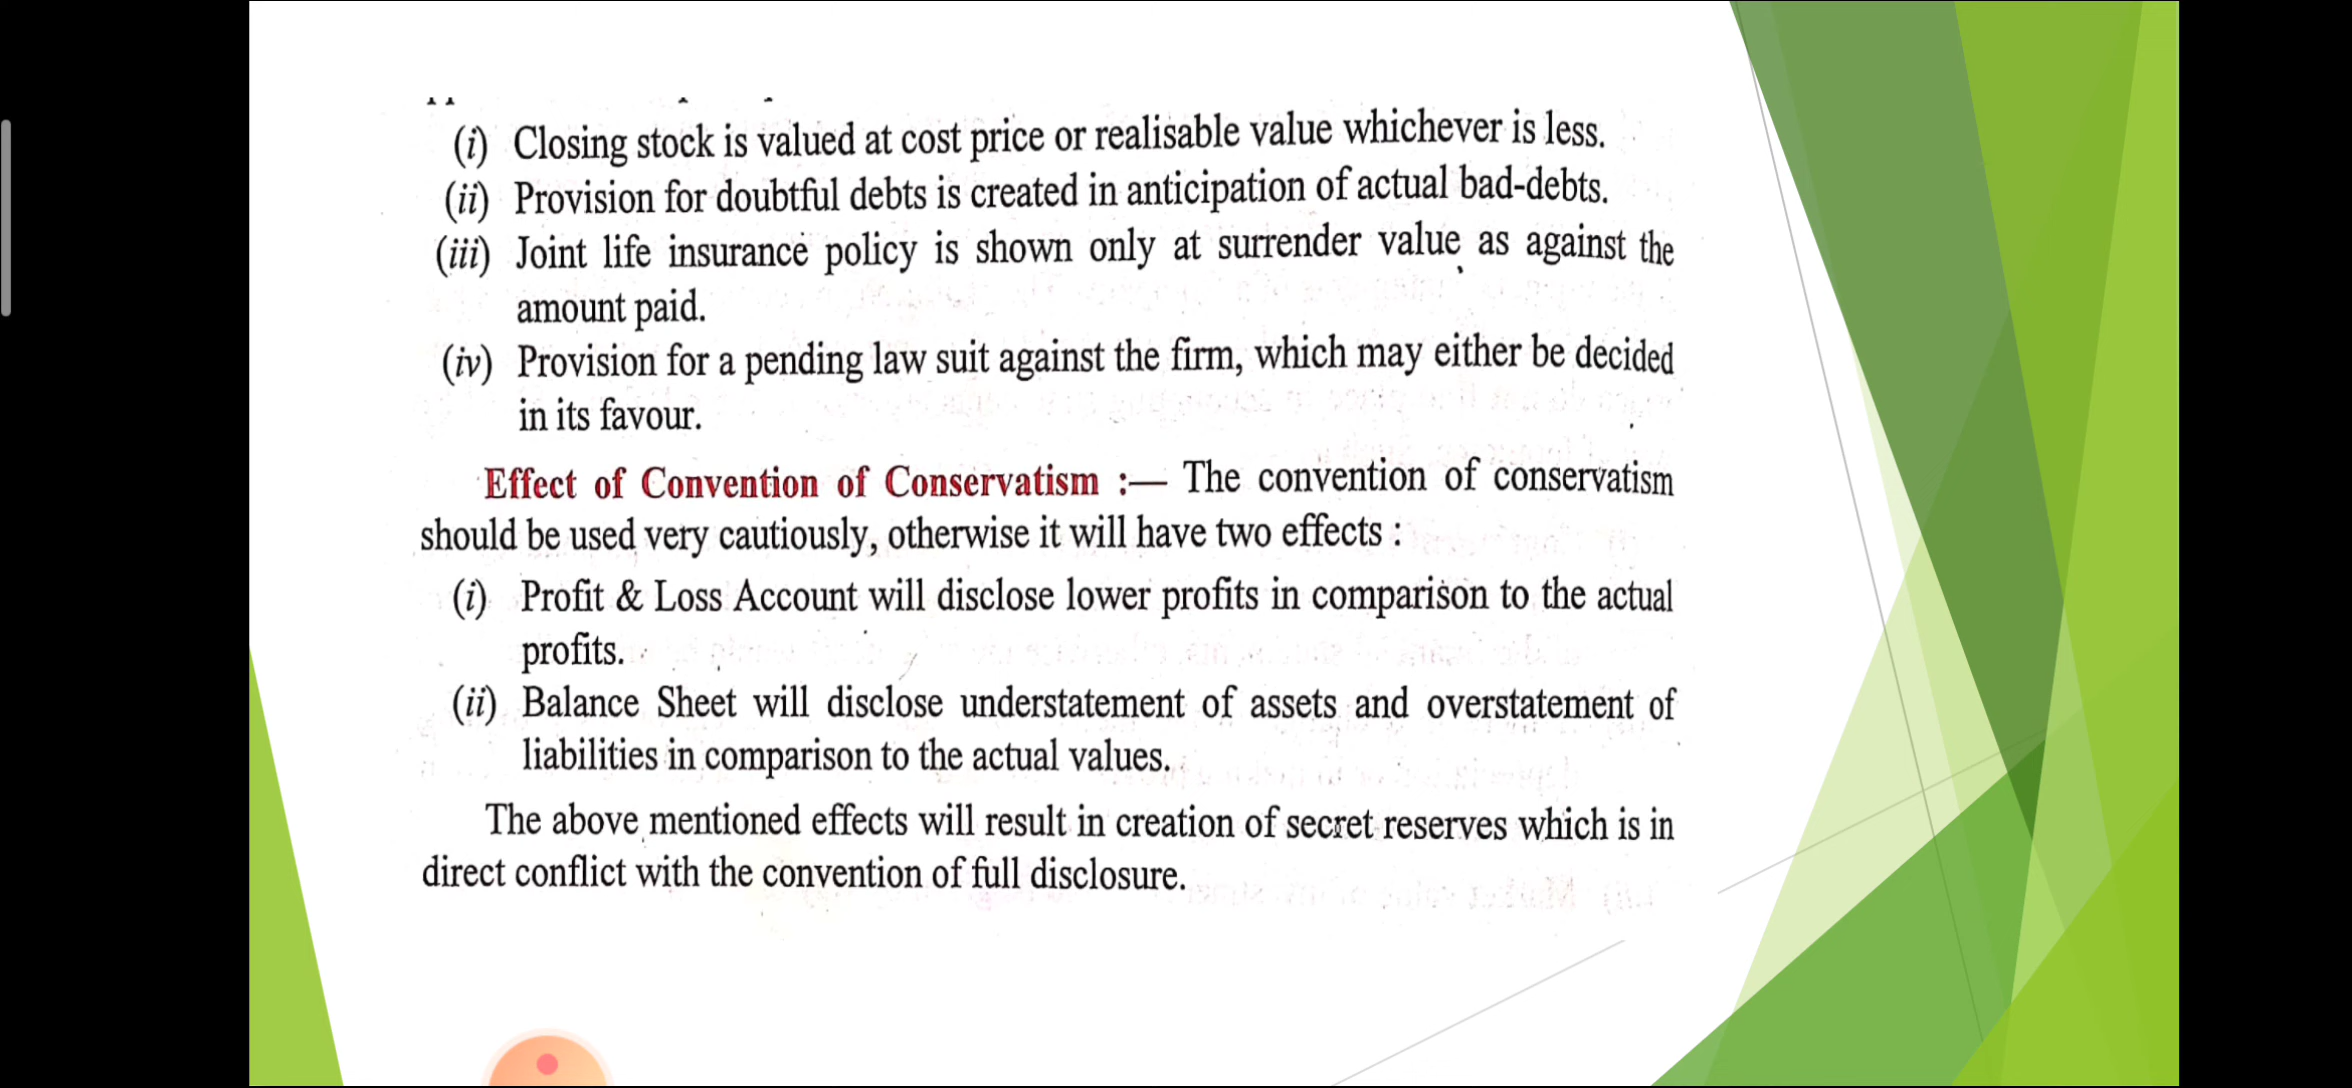 (i) Closing stock is valued at cost price or realisable value whichever is less.
(ii) Provision for doubtful debts is created in anticipation of actual bad-debts.
(iii) Joint life insurance policy is shown only at surrender value as against the
amount paid.
(iv) Provision for a pending law suit against the firm, which may either be decided
in its favour.
Effect of Convention of Conservatism :— The convention of conservatism
should be used very cautiously, otherwise it will have two effects :
(i) Profit & Loss Account will disclose lower profits in comparison to the actual
profits.
(ii) Balance Sheet will disclose understatement of assets and overstatement of
liabilities in comparison to the actual values.
The above mentioned effects will result in creation of secret reserves which is in
direct conflict with the convention of full disclosure.